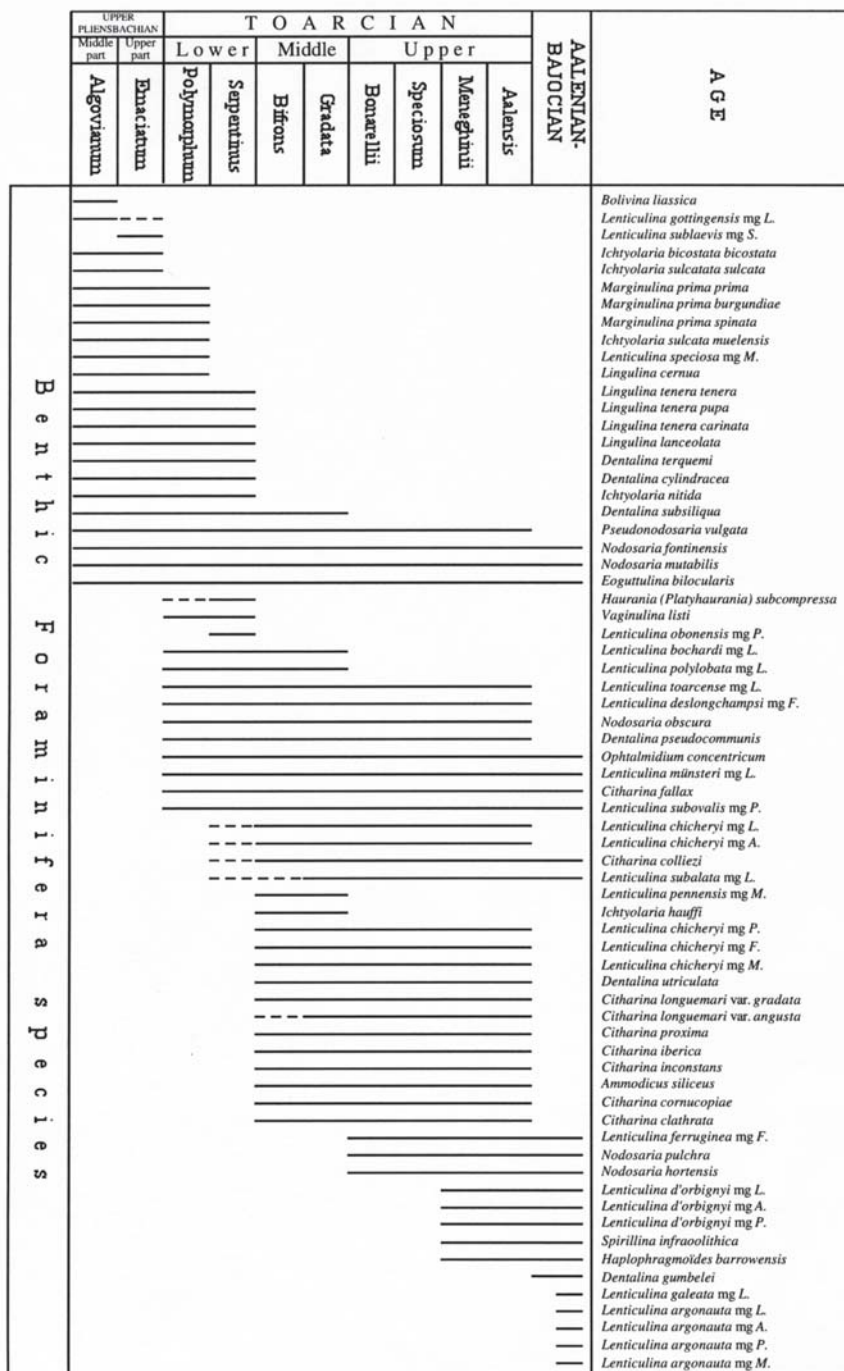 UPPER
PLIENSBACHIAN
TOARCIAN
AALENIAN-
BAJOCIAN
AGE
Middle
part
Upper
part
Lower
Middle
Upper
Algovianum
Emaciatum
Polymorphum
Serpentinus
Bifrons
Gradata
Bonarellii
Speciosum
Meneghinii
Aalensis
Benthic Foraminifera species
Bolivina liassica
Lenticulina gottingensis mg L.
Lenticulina sublaevis mg S.
Ichtyolaria bicostata bicostata
Ichtyolaria sulcatata sulcata
Marginulina prima prima
Marginulina prima burgundiae
Marginulina prima spinata
Ichtyolaria sulcata muelensis
Lenticulina speciosa mg M.
Lingulina cernua
Lingulina tenera tenera
Lingulina tenera pupa
Lingulina tenera carinata
Lingulina lanceolata
Dentalina terquemi
Dentalina cylindracea
Ichtyolaria nitida
Dentalina subsiliqua
Pseudonodosaria vulgata
Nodosaria fontinensis
Nodosaria mutabilis
Eoguttulina bilocularis
Haurania (Platyhaurania) subcompressa
Vaginulina listi
Lenticulina obonensis mg P.
Lenticulina bochardi mg L.
Lenticulina polylobata mg L.
Lenticulina toarcense mg L.
Lenticulina deslongchampsi mg F.
Nodosaria obscura
Dentalina pseudocommunis
Ophtalmidium concentricum
Lenticulina münsteri mg L.
Citharina fallax
Lenticulina subovalis mg P.
Lenticulina chicheryi mg L.
Lenticulina chicheryi mg A.
Citharina colliezi
Lenticulina subalata mg L.
Lenticulina pennensis mg M.
Ichtyolaria hauffi
Lenticulina chicheryi mg P.
Lenticulina chicheryi mg F.
Lenticulina chicheryi mg M.
Dentalina utriculata
Citharina longuemari var. gradata
Citharina longuemari var. angusta
Citharina proxima
Citharina iberica
Citharina inconstans
Ammodicus siliceus
Citharina cornucopiae
Citharina clathrata
Lenticulina ferruginea mg F.
Nodosaria pulchra
Nodosaria hortensis
Lenticulina d'orbignyi mg L.
Lenticulina d'orbignyi mg A.
Lenticulina d'orbignyi mg P.
Spirillina infraoolithica
Haplophragmoïdes barrowensis
Dentalina gumbelei
Lenticulina galeata mg L.
Lenticulina argonauta mg L.
Lenticulina argonauta mg A.
Lenticulina argonauta mg P.
Lenticulina argonauta mg M.